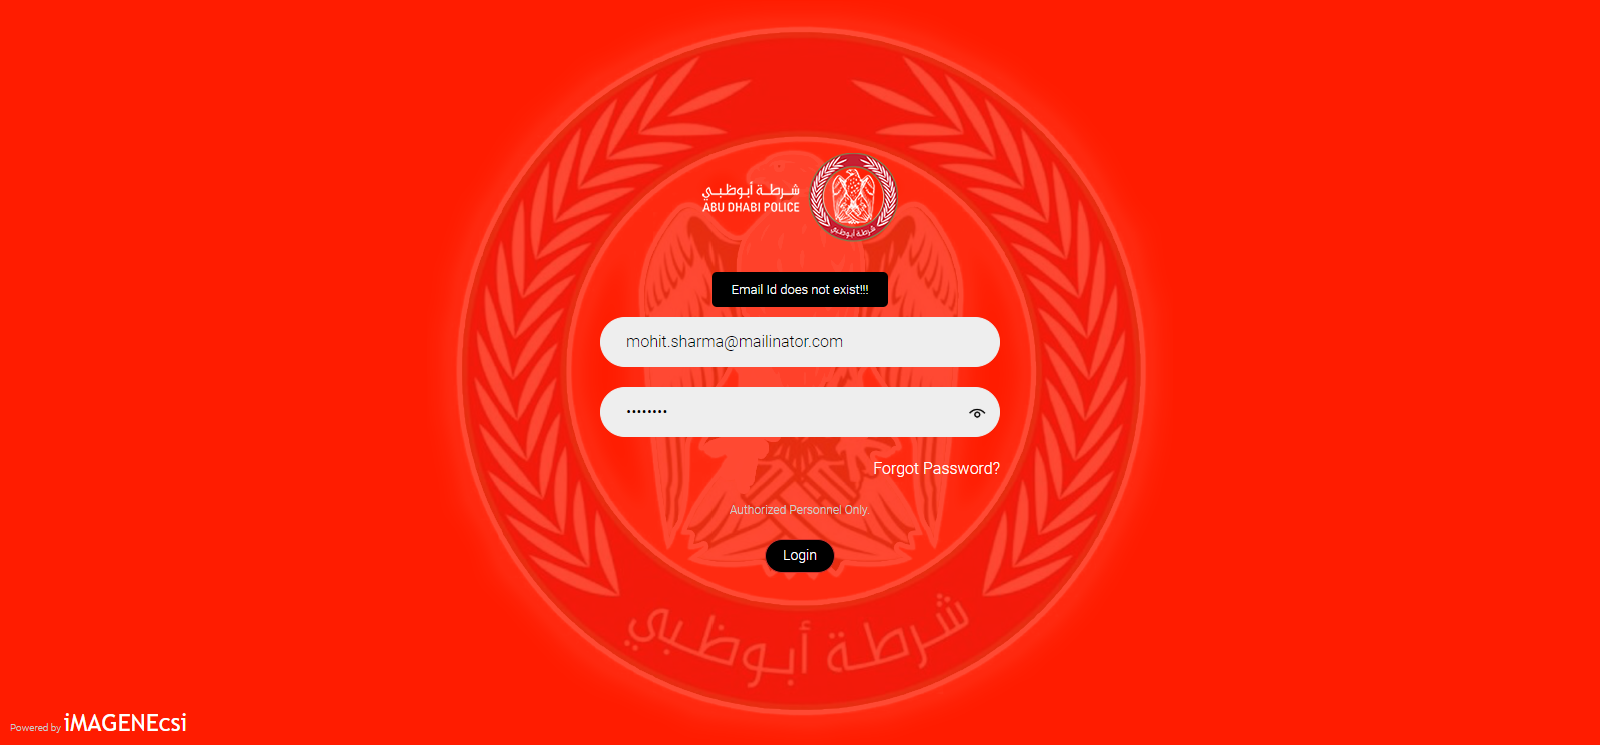 شرطة أبوظبي
ABU DHABI POLICE
شرطة أبوظبي
Email Id does not exist!!!
mohit.sharma@mailinator.com
••••••••
Forgot Password?
Authorized Personnel Only.
Login
شرطة أبوظبي
Powered by iMAGENEcsi